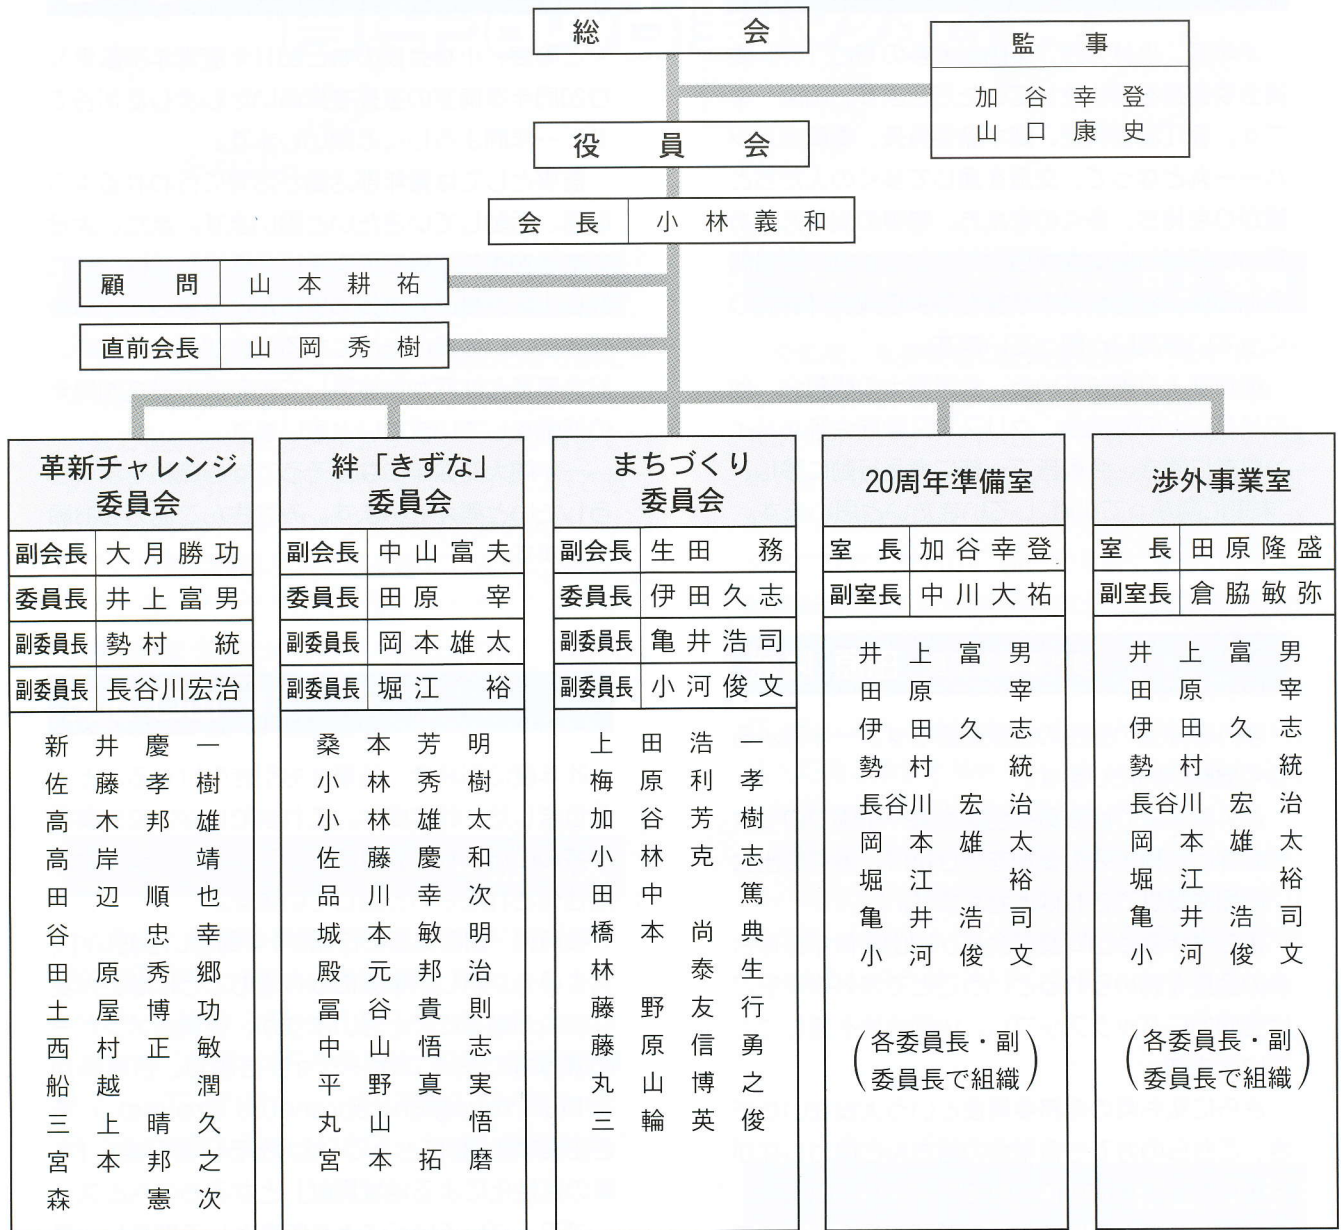 総会
監事
加谷幸登
山口康史
役員会
会長 小林義和
顧問 山本耕祐
直前会長 山岡秀樹
革新チャレンジ
委員会
副会長 大月勝功
委員長 井上富男
副委員長 勢村統
副委員長 長谷川宏治
新井慶一
佐藤孝樹
高木邦雄
高岸靖
田辺順也
谷忠幸
田原秀郷
土屋博功
西村正敏
船越潤
三上晴久
宮本邦之
森憲次
絆「きずな」
委員会
副会長 中山富夫
委員長 田原宰
副委員長 岡本雄太
副委員長 堀江裕
桑本芳明
小林秀樹
小林雄太
佐藤慶和
品川幸次
城本敏明
殿元邦治
冨谷貴則
中山悟志
平野真実
丸山悟
宮本拓磨
まちづくり
委員会
副会長 生田務
委員長 伊田久志
副委員長 亀井浩司
副委員長 小河俊文
上田浩一
梅原利孝
加谷芳樹
小林克志
田中篤
橋本尚典
林泰生
藤野友行
藤原信勇
丸山博之
三輪英俊
20周年準備室
室長 加谷幸登
副室長 中川大祐
井上富男
田原宰
伊田久志
勢村統
長谷川宏治
岡本雄太
堀江裕
亀井浩司
小河俊文
(各委員長・副
委員長で組織)
渉外事業室
室長 田原隆盛
副室長 倉脇敏弥
井上富男
田原宰
伊田久志
勢村統
長谷川宏治
岡本雄太
堀江裕
亀井浩司
小河俊文
(各委員長・副
委員長で組織)